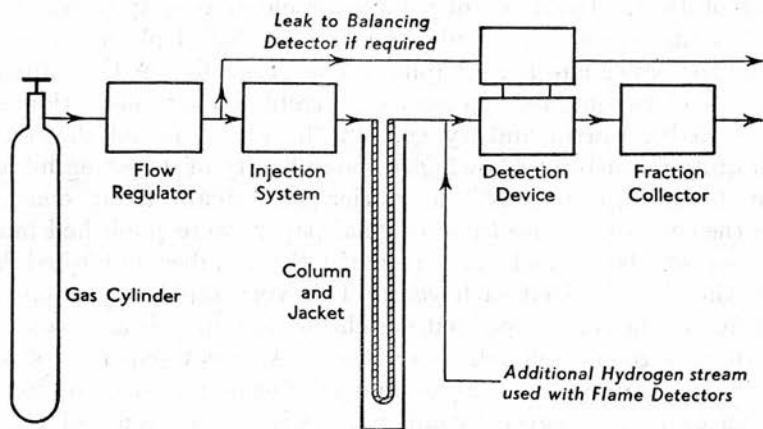 Leak to Balancing
Detector if required
Flow
Regulator
Injection
System
Detection
Device
Fraction
Collector
Gas Cylinder
Column
and
Jacket
Additional Hydrogen stream
used with Flame Detectors